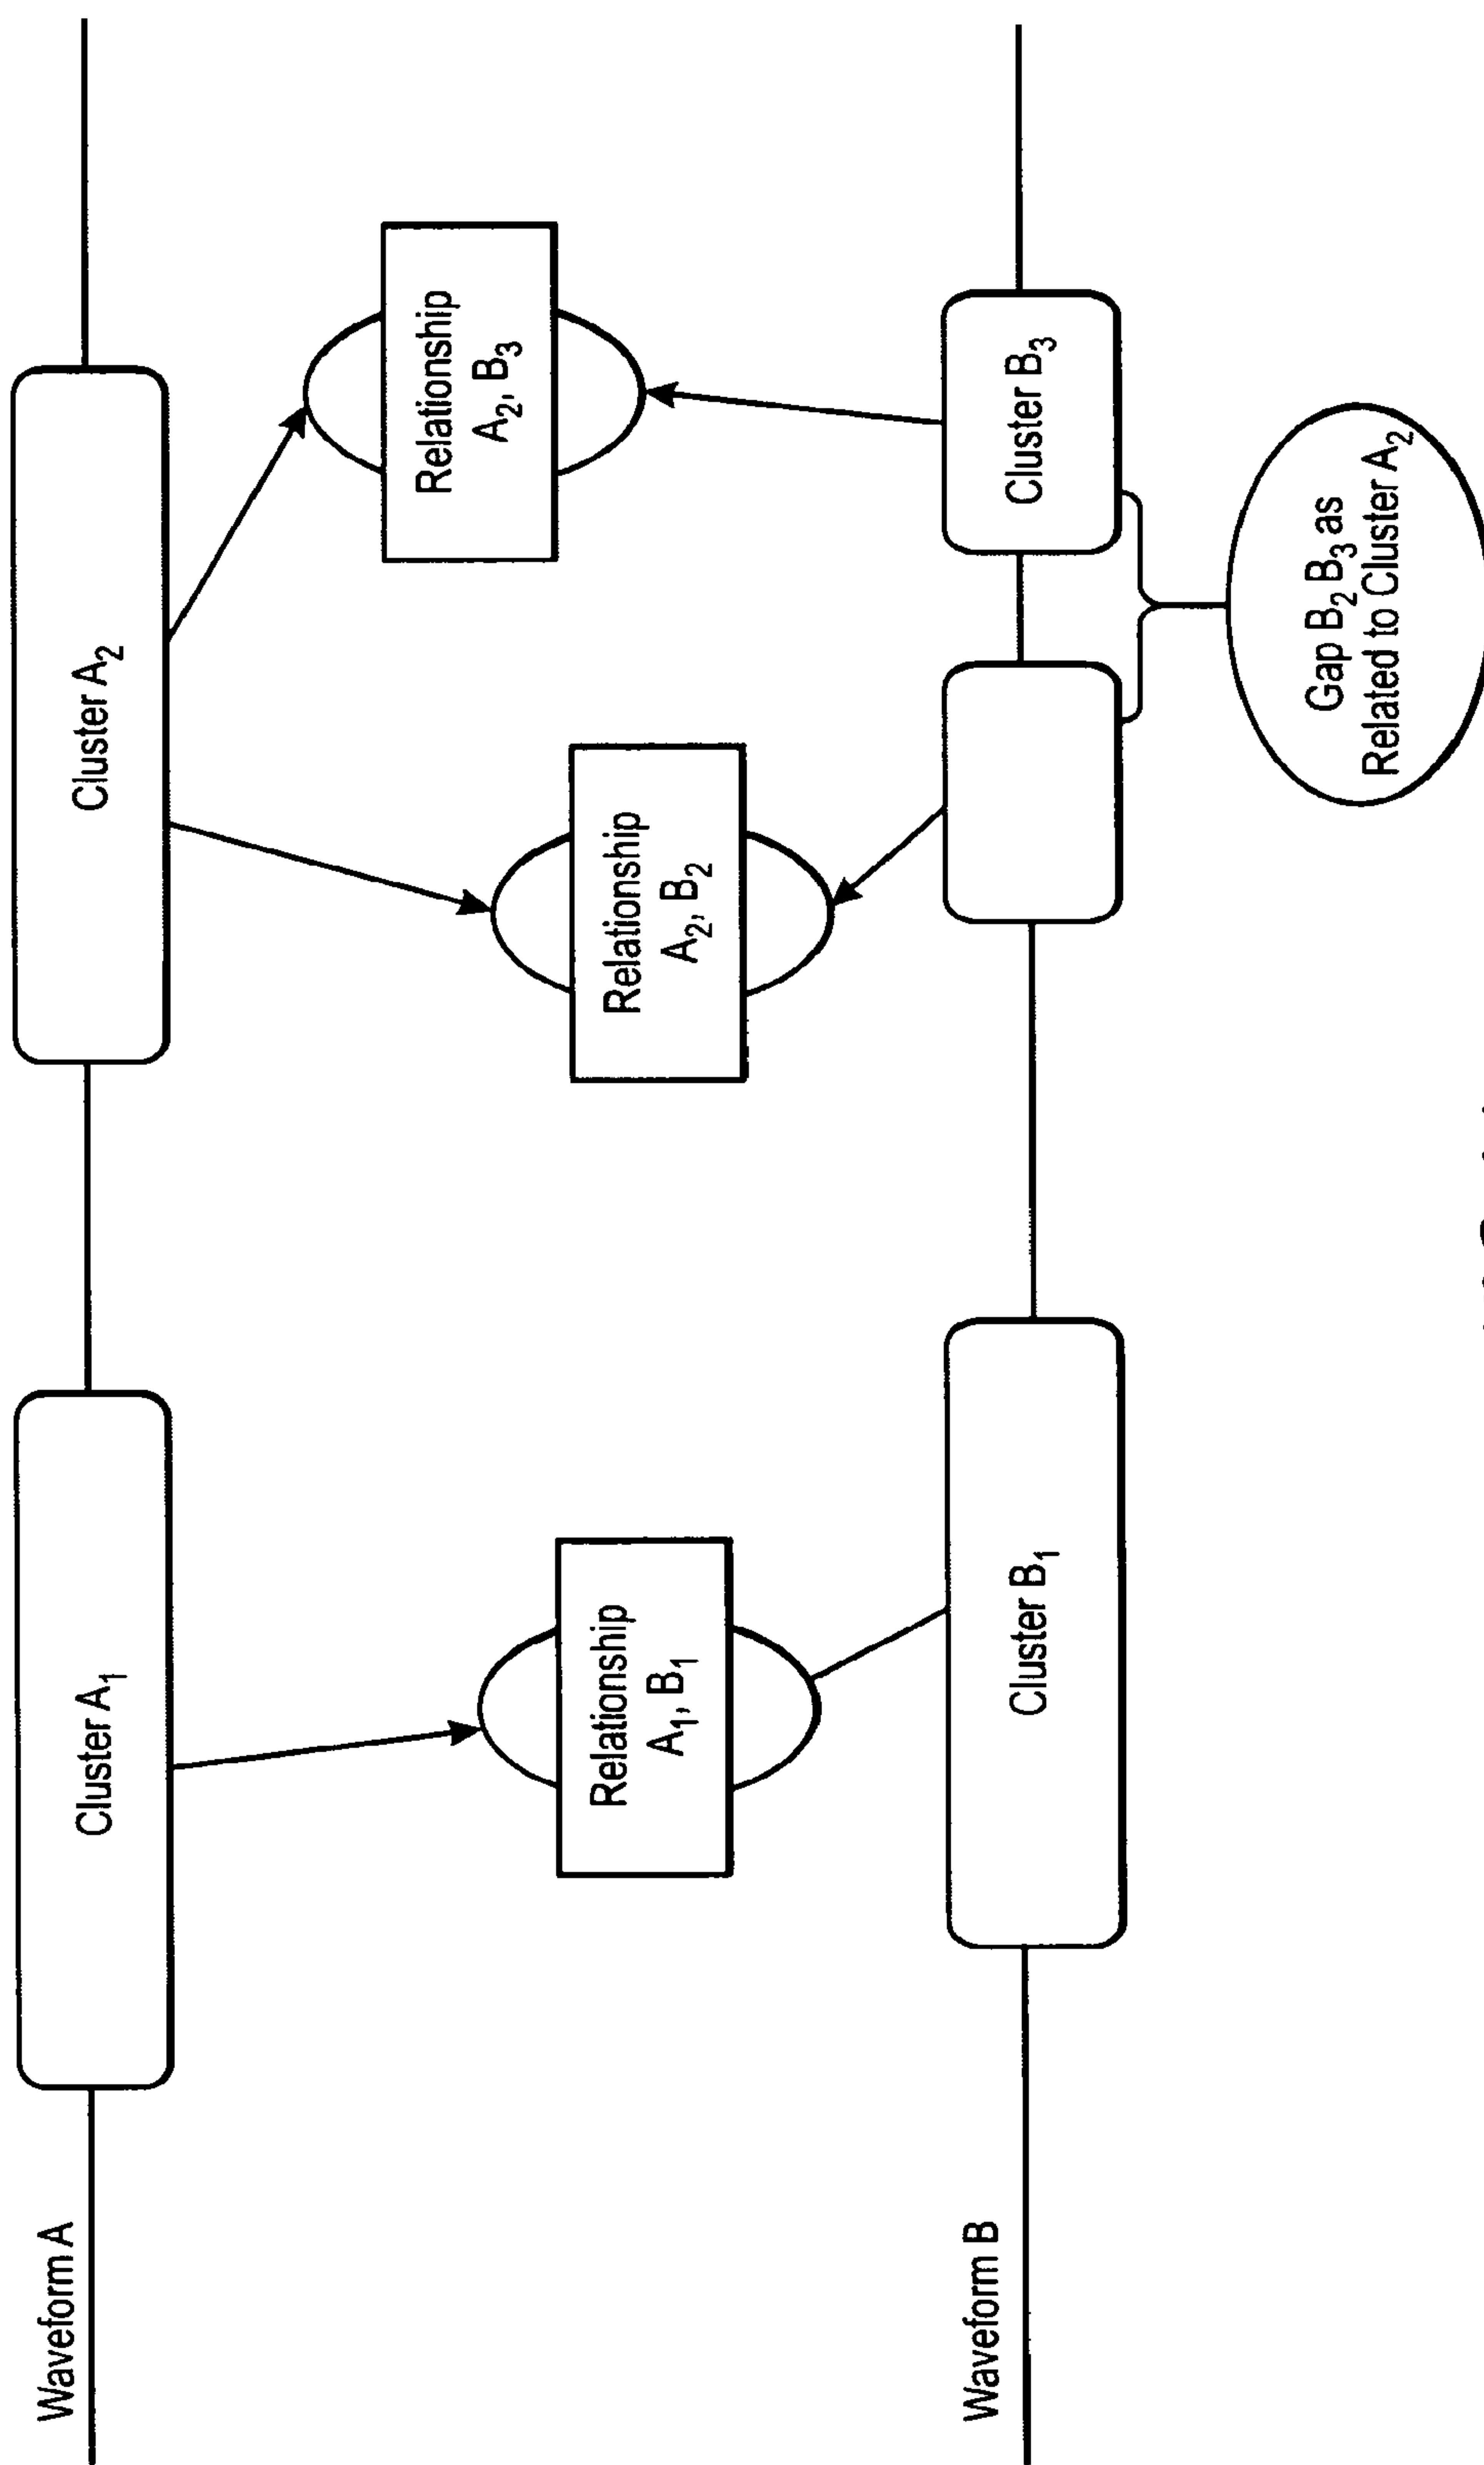 Waveform A
Cluster A₁
Cluster A₂
Relationship
A₁, B₁
Relationship
A₂, B₂
Relationship
A₂, B₃
Waveform B
Cluster B₁
Cluster B₃
Gap B₂ B₃ as
Related to Cluster A₂